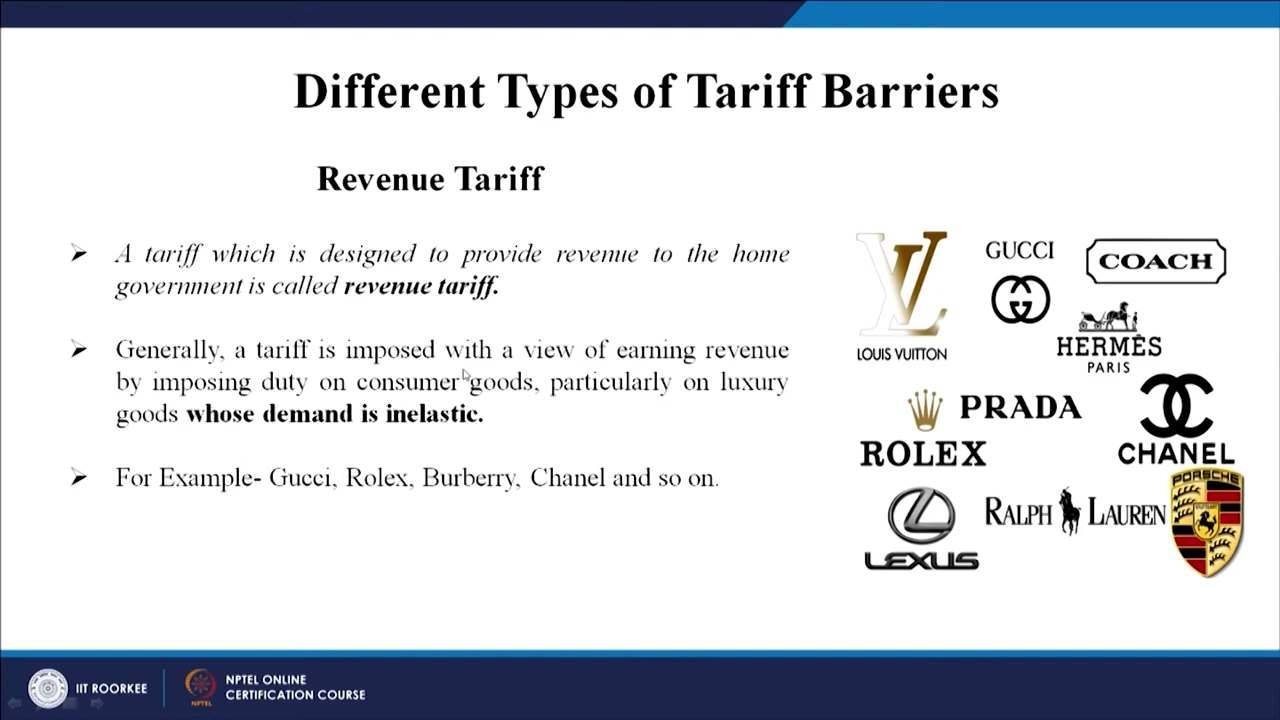 Different Types of Tariff Barriers
Revenue Tariff
A tariff which is designed to provide revenue to the home
government is called revenue tariff.
Generally, a tariff is imposed with a view of earning revenue
by imposing duty on consumer goods, particularly on luxury
goods whose demand is inelastic.
For Example- Gucci, Rolex, Burberry, Chanel and so on.
LV
LOUIS VUITTON
GUCCI
COACH
HERMÈS
PARIS
PRADA
ROLEX
CHANEL
LEXUS
RALPH LAUREN
PORSCHE
STUTTGART
IIT ROORKEE
NPTEL
NPTEL ONLINE
CERTIFICATION COURSE